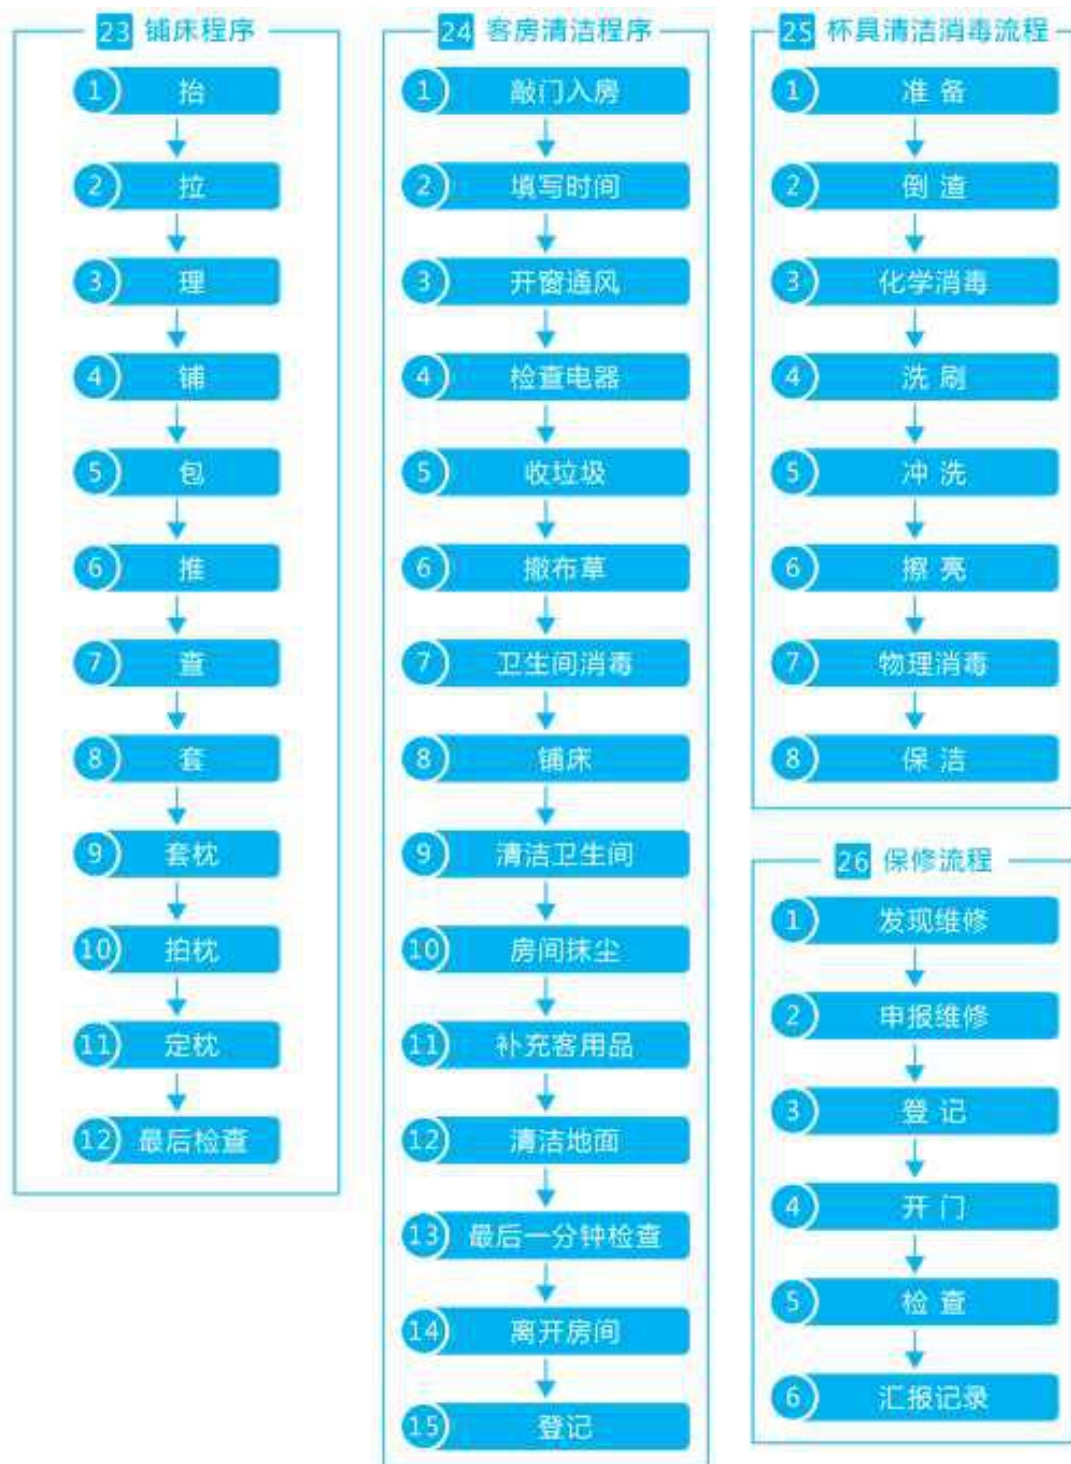 23 铺床程序
1 抬
2 拉
3 理
4 铺
5 包
6 推
7 查
8 套
9 套枕
10 拍枕
11 定枕
12 最后检查
24 客房清洁程序
1 敲门入房
2 填写时间
3 开窗通风
4 检查电器
5 收垃圾
6 撤布草
7 卫生间消毒
8 铺床
9 清洁卫生间
10 房间抹尘
11 补充客用品
12 清洁地面
13 最后一分钟检查
14 离开房间
15 登记
25 杯具清洁消毒流程
1 准备
2 倒渣
3 化学消毒
4 洗刷
5 冲洗
6 擦亮
7 物理消毒
8 保洁
26 保修流程
1 发现维修
2 申报维修
3 登记
4 开门
5 检查
6 汇报记录